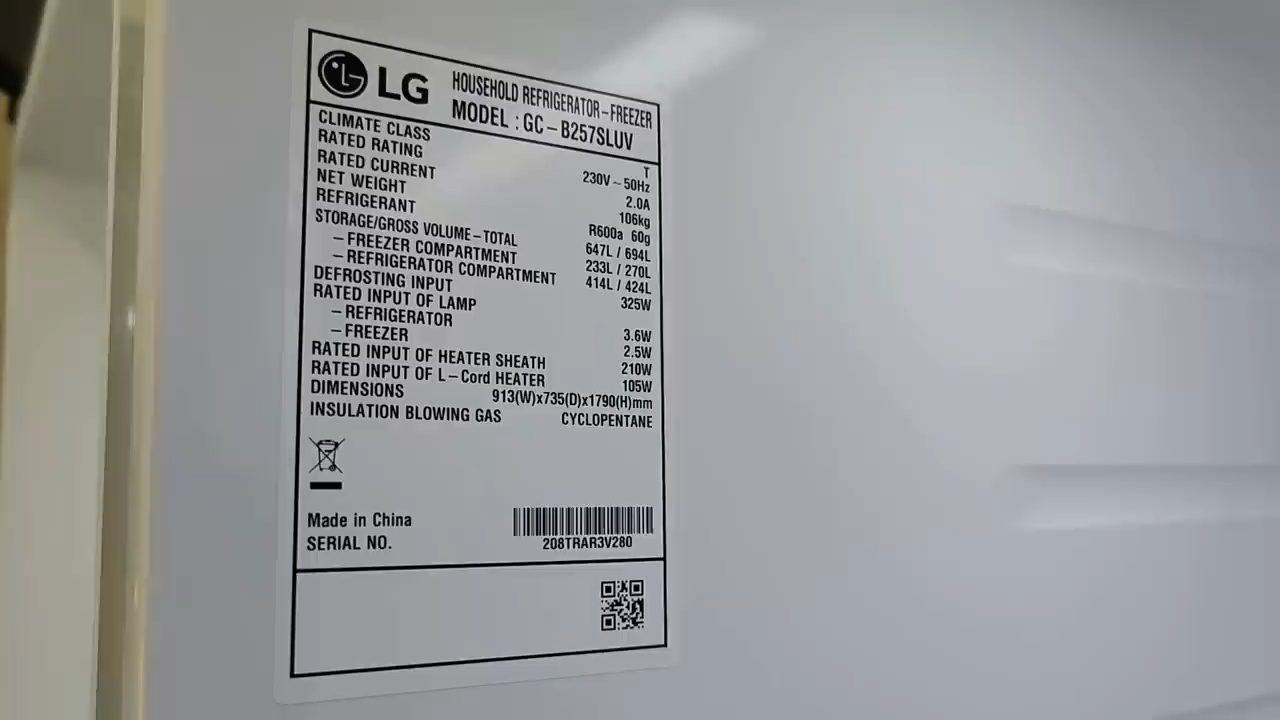 LG
HOUSEHOLD REFRIGERATOR-FREEZER
MODEL : GC-B257SLUV
CLIMATE CLASS T
RATED RATING 230V ~ 50Hz
RATED CURRENT 2.0A
NET WEIGHT 106kg
REFRIGERANT R600a 60g
STORAGE/GROSS VOLUME-TOTAL 647L / 694L
-FREEZER COMPARTMENT 233L / 270L
-REFRIGERATOR COMPARTMENT 414L / 424L
DEFROSTING INPUT 325W
RATED INPUT OF LAMP
-REFRIGERATOR 3.6W
-FREEZER 2.5W
RATED INPUT OF HEATER SHEATH 210W
RATED INPUT OF L-Cord HEATER 105W
DIMENSIONS 913(W)x735(D)x1790(H)mm
INSULATION BLOWING GAS CYCLOPENTANE
Made in China
SERIAL NO. 208TRAR3V280